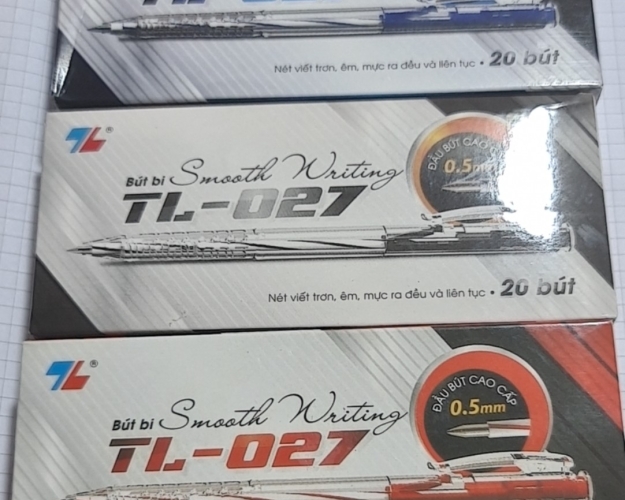 Nét viết trơn, êm, mực ra đều và liên tục • 20 bút
TL®
Bút bi Smooth Writing
TL-027
ĐẦU BÚT CAO
0.5m
Nét viết trơn, êm, mực ra đều và liên tục • 20 bút
TL®
Bút bi Smooth Writing
TL-027
ĐẦU BÚT CAO CẤP
0.5mm